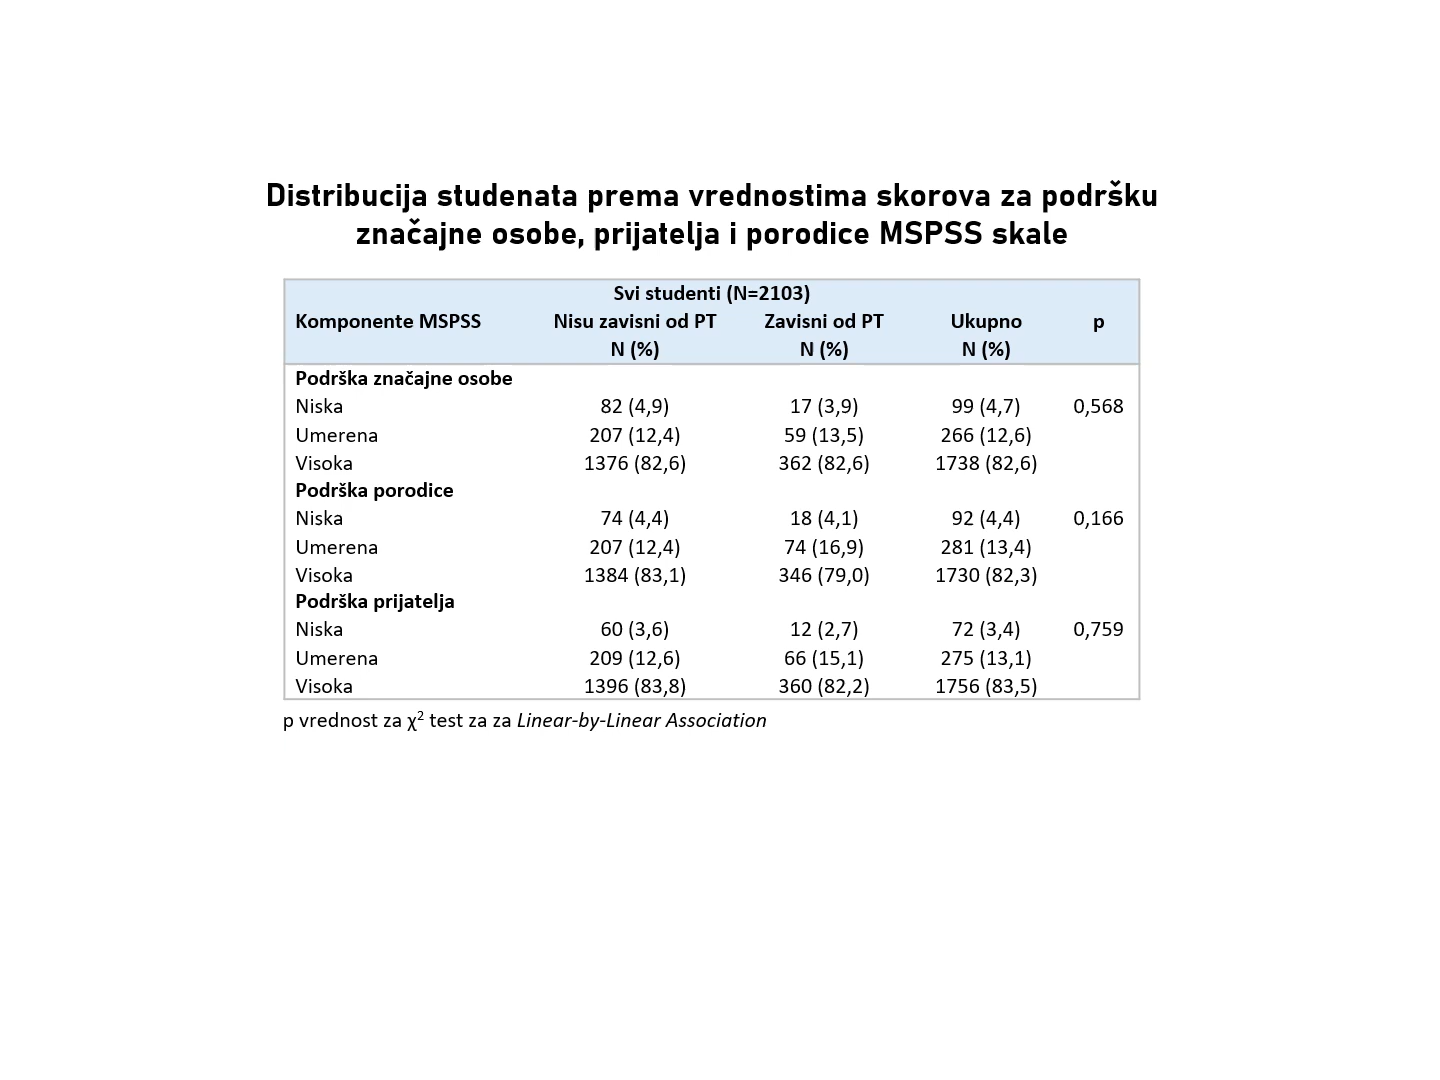 Distribucija studenata prema vrednostima skorova za podršku
značajne osobe, prijatelja i porodice MSPSS skale
Svi studenti (N=2103)
Komponente MSPSS Nisu zavisni od PT Zavisni od PT Ukupno p
N (%) N (%) N (%)
Podrška značajne osobe
Niska 82 (4,9) 17 (3,9) 99 (4,7) 0,568
Umerena 207 (12,4) 59 (13,5) 266 (12,6)
Visoka 1376 (82,6) 362 (82,6) 1738 (82,6)
Podrška porodice
Niska 74 (4,4) 18 (4,1) 92 (4,4) 0,166
Umerena 207 (12,4) 74 (16,9) 281 (13,4)
Visoka 1384 (83,1) 346 (79,0) 1730 (82,3)
Podrška prijatelja
Niska 60 (3,6) 12 (2,7) 72 (3,4) 0,759
Umerena 209 (12,6) 66 (15,1) 275 (13,1)
Visoka 1396 (83,8) 360 (82,2) 1756 (83,5)
p vrednost za χ² test za za Linear-by-Linear Association